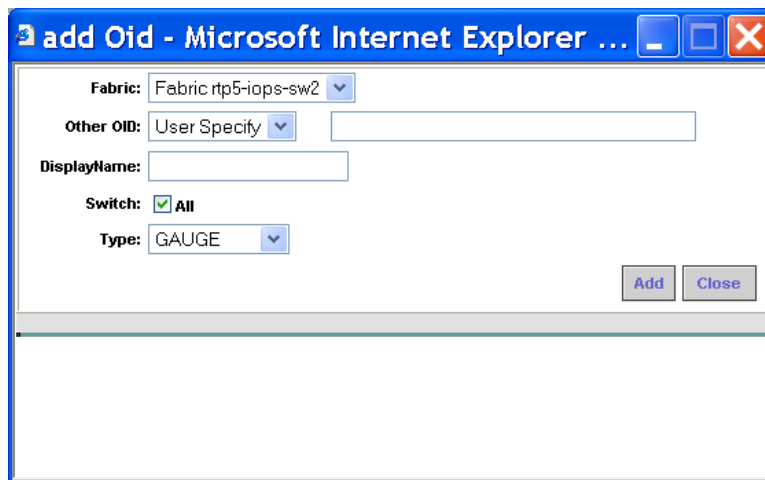 add Oid - Microsoft Internet Explorer ...
Fabric: Fabric rtp5-iops-sw2
Other OID: User Specify
DisplayName:
Switch: All
Type: GAUGE
Add Close